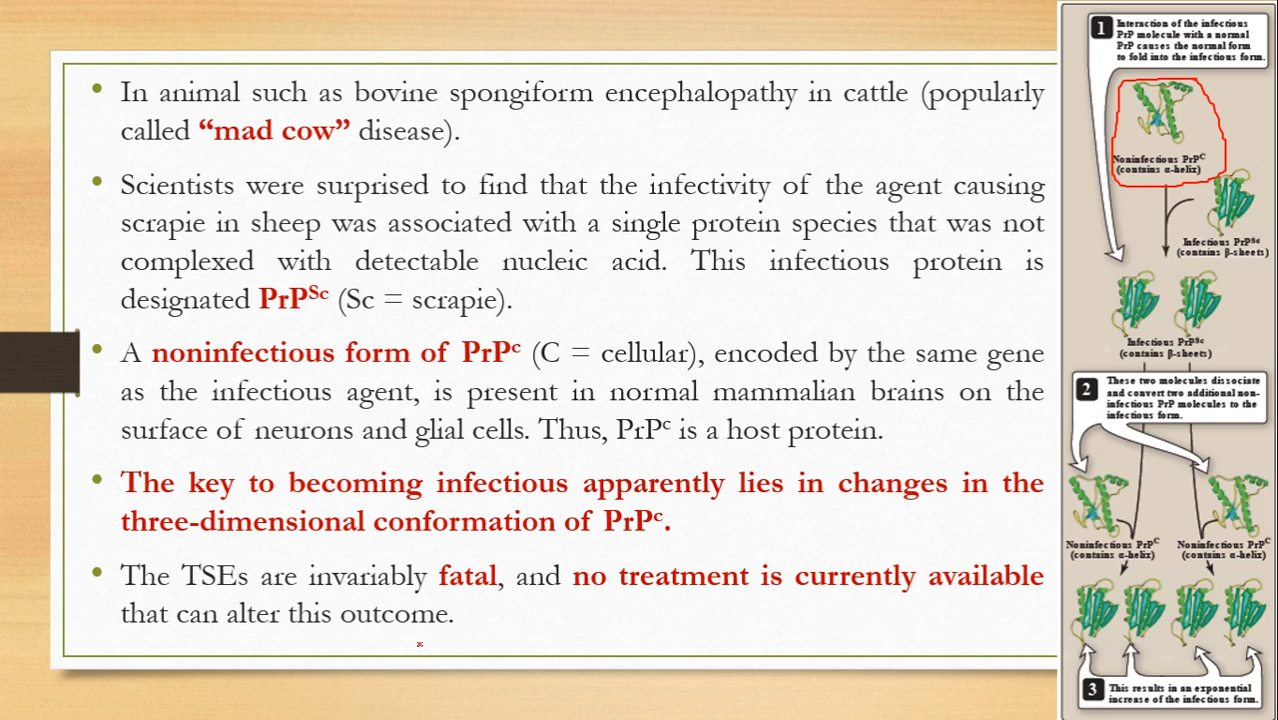 • In animal such as bovine spongiform encephalopathy in cattle (popularly
called “mad cow” disease).
• Scientists were surprised to find that the infectivity of the agent causing
scrapie in sheep was associated with a single protein species that was not
complexed with detectable nucleic acid. This infectious protein is
designated PrPSc (Sc = scrapie).
• A noninfectious form of PrPc (C = cellular), encoded by the same gene
as the infectious agent, is present in normal mammalian brains on the
surface of neurons and glial cells. Thus, PrPc is a host protein.
• The key to becoming infectious apparently lies in changes in the
three-dimensional conformation of PrPc.
• The TSEs are invariably fatal, and no treatment is currently available
that can alter this outcome.
1
Interaction of the infectious
PrP molecule with a normal
PrP causes the normal form
to fold into the infectious form.
Noninfectious PrPC
(contains α-helix)
Infectious PrPSc
(contains β-sheets)
Infectious PrPSc
(contains β-sheets)
2
These two molecules dissociate
and convert two additional non-
infectious PrP molecules to the
infectious form.
Noninfectious PrPC
(contains α-helix)
Noninfectious PrPC
(contains α-helix)
3
This results in an exponential
increase of the infectious form.